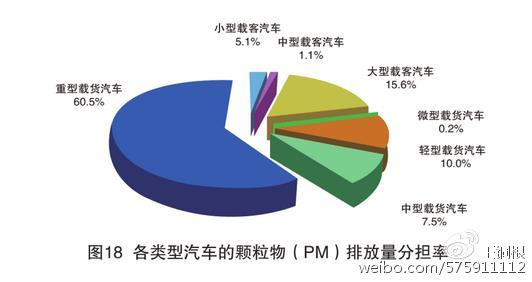 小型载客汽车
5.1%
中型载客汽车
1.1%
大型载客汽车
15.6%
重型载货汽车
60.5%
微型载货汽车
0.2%
轻型载货汽车
10.0%
中型载货汽车
7.5%
图18 各类型汽车的颗粒物（PM）排放量分担率
weibo.com/575911112